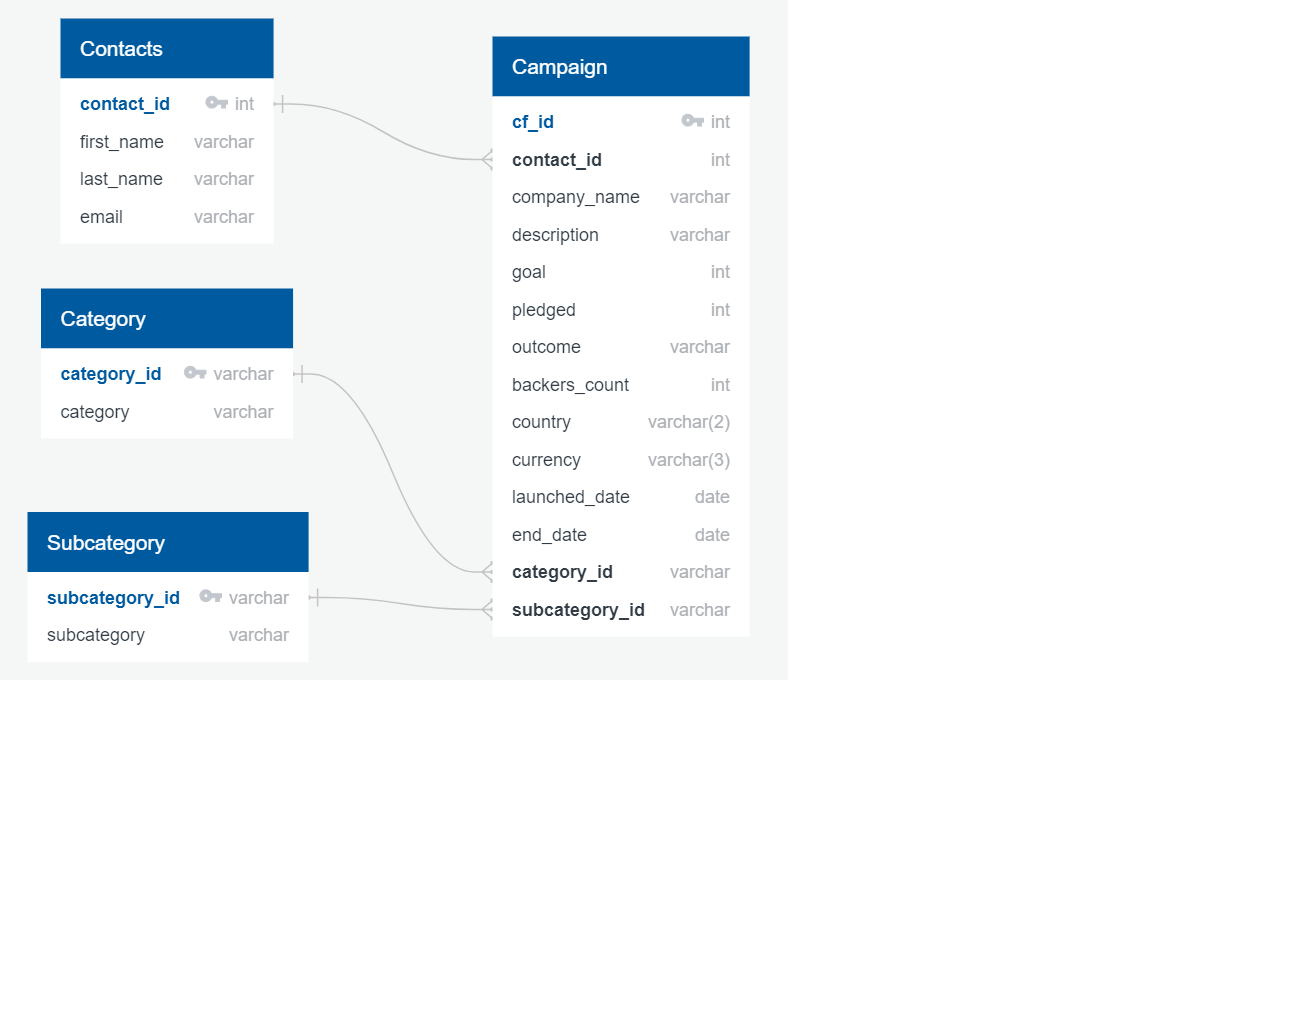 Contacts
contact_id int
first_name varchar
last_name varchar
email varchar
Category
category_id varchar
category varchar
Subcategory
subcategory_id varchar
subcategory varchar
Campaign
cf_id int
contact_id int
company_name varchar
description varchar
goal int
pledged int
outcome varchar
backers_count int
country varchar(2)
currency varchar(3)
launched_date date
end_date date
category_id varchar
subcategory_id varchar